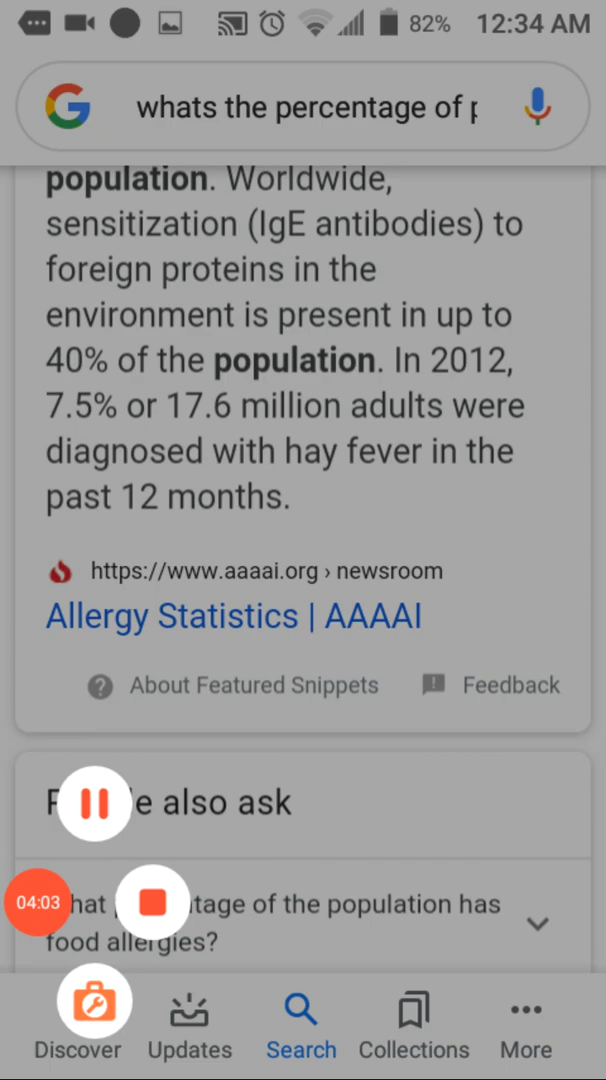 82% 12:34 AM
whats the percentage of
population. Worldwide,
sensitization (IgE antibodies) to
foreign proteins in the
environment is present in up to
40% of the population. In 2012,
7.5% or 17.6 million adults were
diagnosed with hay fever in the
past 12 months.
https://www.aaaai.org › newsroom
Allergy Statistics | AAAAI
About Featured Snippets Feedback
also ask
04:03
of the population has
food allergies?
Discover Updates Search Collections More